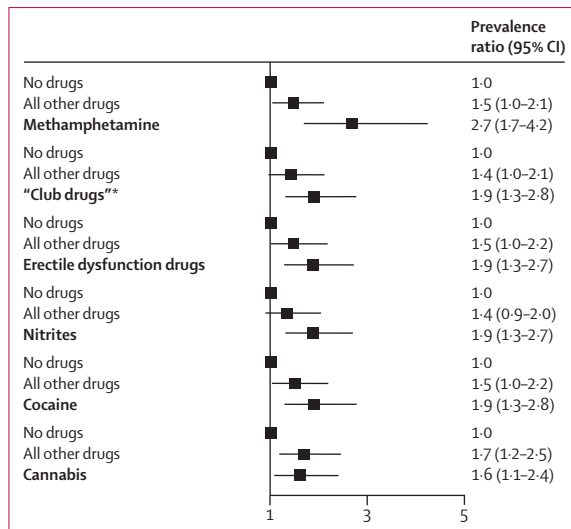 Prevalence
ratio (95% CI)
No drugs 1·0
All other drugs 1·5 (1·0–2·1)
Methamphetamine 2·7 (1·7–4·2)
No drugs 1·0
All other drugs 1·4 (1·0–2·1)
“Club drugs”* 1·9 (1·3–2·8)
No drugs 1·0
All other drugs 1·5 (1·0–2·2)
Erectile dysfunction drugs 1·9 (1·3–2·7)
No drugs 1·0
All other drugs 1·4 (0·9–2·0)
Nitrites 1·9 (1·3–2·7)
No drugs 1·0
All other drugs 1·5 (1·0–2·2)
Cocaine 1·9 (1·3–2·8)
No drugs 1·0
All other drugs 1·7 (1·2–2·5)
Cannabis 1·6 (1·1–2·4)
1 3 5